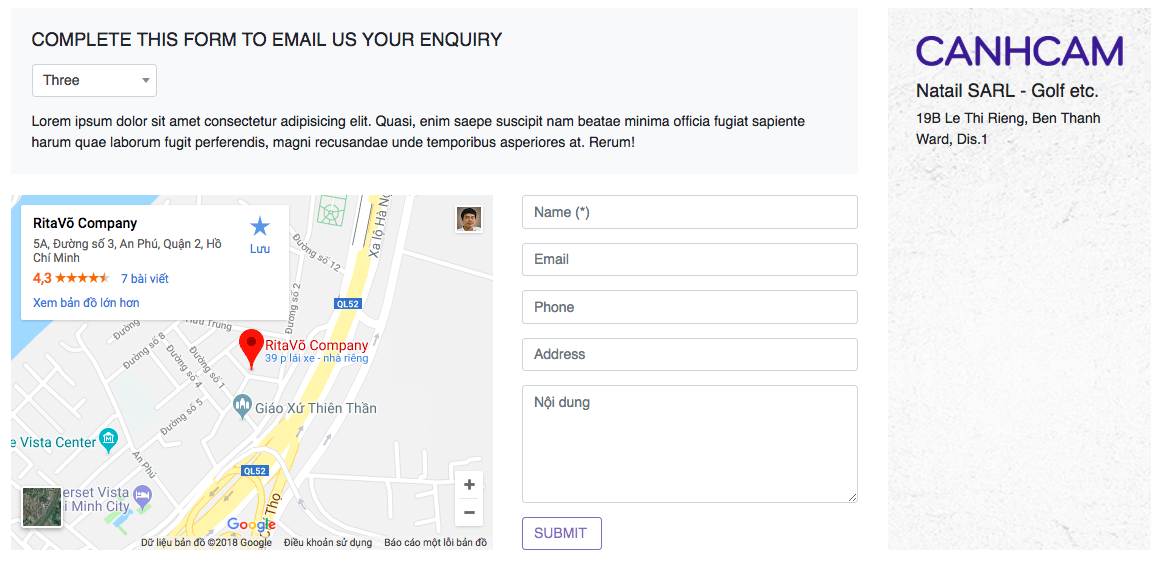 COMPLETE THIS FORM TO EMAIL US YOUR ENQUIRY
Three
Lorem ipsum dolor sit amet consectetur adipisicing elit. Quasi, enim saepe suscipit nam beatae minima officia fugiat sapiente
harum quae laborum fugit perferendis, magni recusandae unde temporibus asperiores at. Rerum!
CANHCAM
Natail SARL - Golf etc.
19B Le Thi Rieng, Ben Thanh
Ward, Dis.1
RitaVõ Company
5A, Đường số 3, An Phú, Quận 2, Hồ
Chí Minh
4,3
7 bài viết
Xem bản đồ lớn hơn
Lưu
Xa lộ Hà Nộ
Đường số 12
Đường số 2
QL52
Hữu Trung
Đường
Đường số 8
Đường số 4
Đường số 1
Đường số 5
RitaVõ Company
39 p lái xe - nhà riêng
Giáo Xứ Thiên Thần
e Vista Center
An Phú
QL52
erset Vista
i Minh City
Thọ
+
−
Google
Dữ liệu bản đồ ©2018 Google
Điều khoản sử dụng
Báo cáo một lỗi bản đồ
Name (*)
Email
Phone
Address
Nội dung
SUBMIT